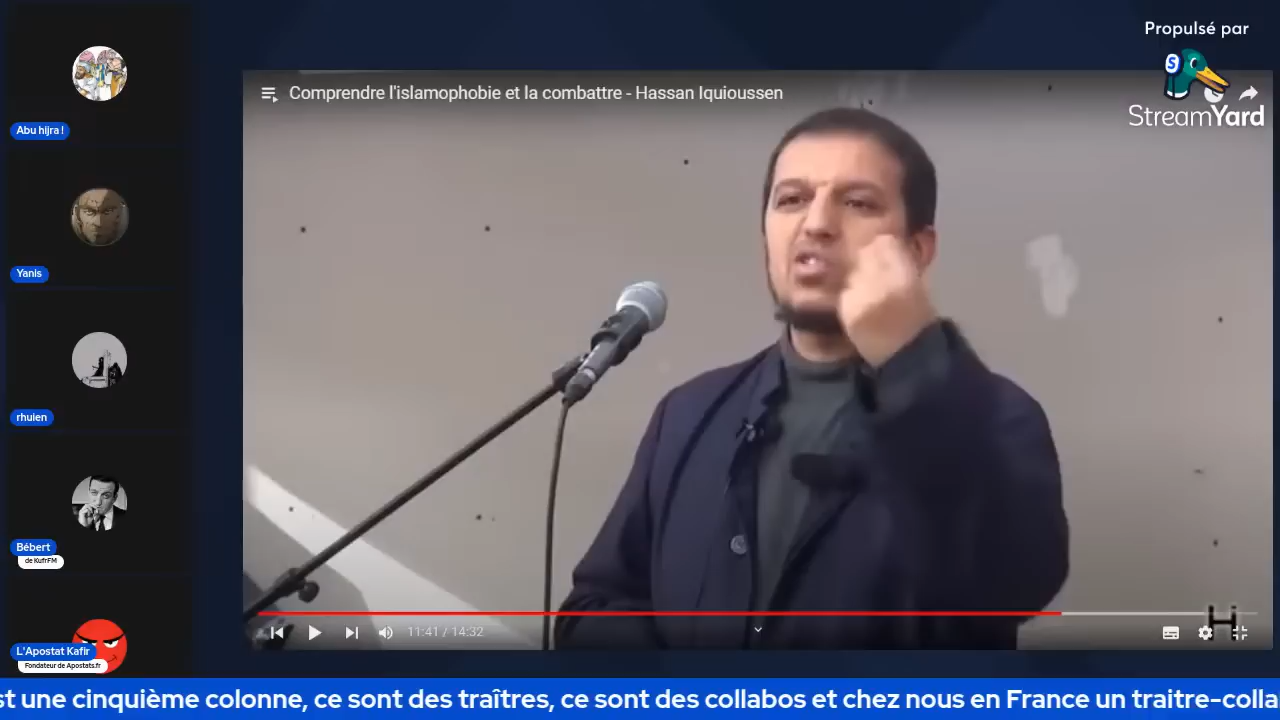 Propulsé par
StreamYard
Comprendre l'islamophobie et la combattre - Hassan Iquioussen
Abu hijra !
Yanis
rhuien
Bébert
de KufrFM
L'Apostat Kafir
Fondateur de Apostats.fr
11:41 / 14:32
H
st une cinquième colonne, ce sont des traîtres, ce sont des collabos et chez nous en France un traitre-colla